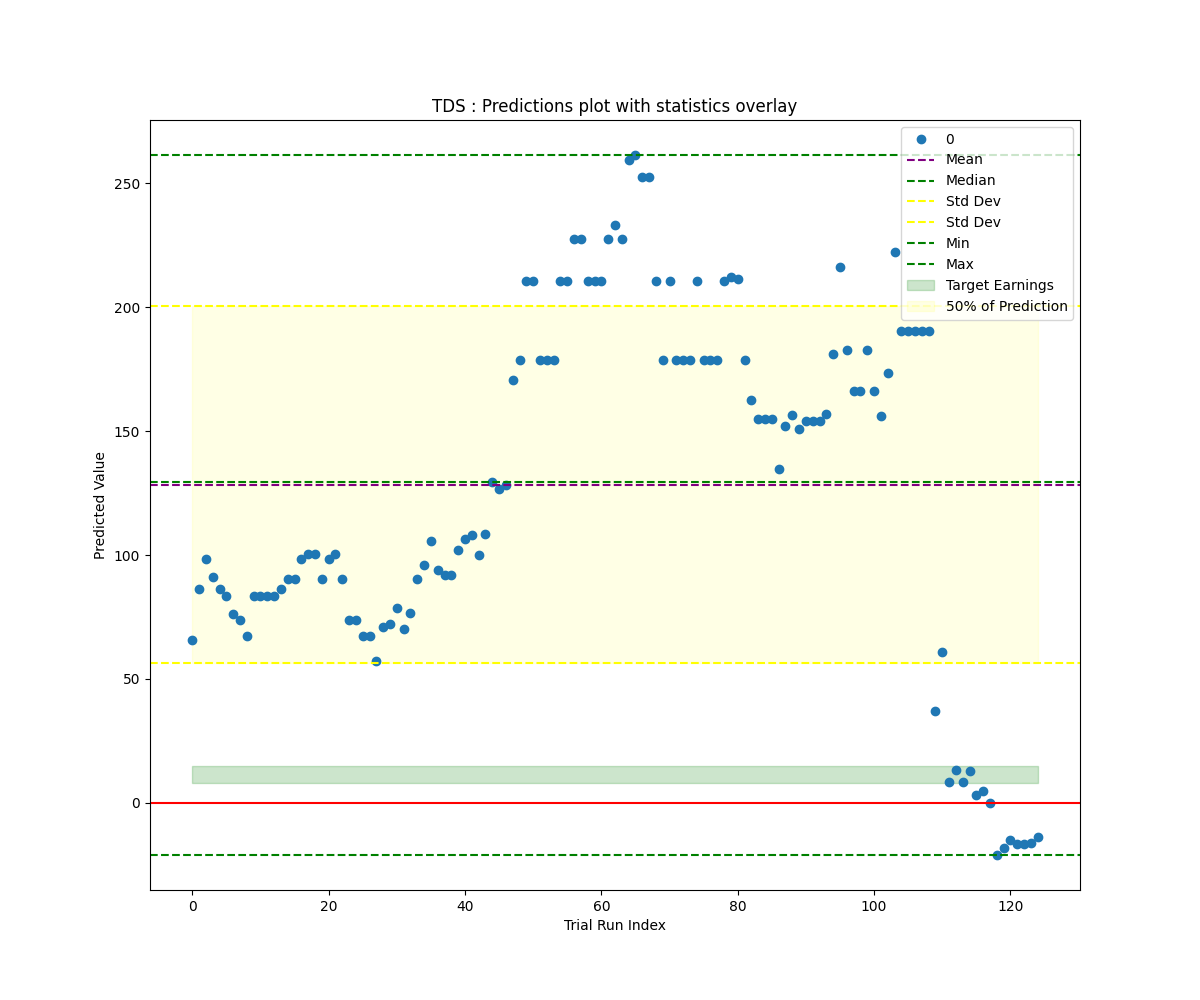 TDS : Predictions plot with statistics overlay
0
Mean
Median
Std Dev
Std Dev
Min
Max
Target Earnings
50% of Prediction
250
200
150
100
50
0
Predicted Value
0 20 40 60 80 100 120
Trial Run Index